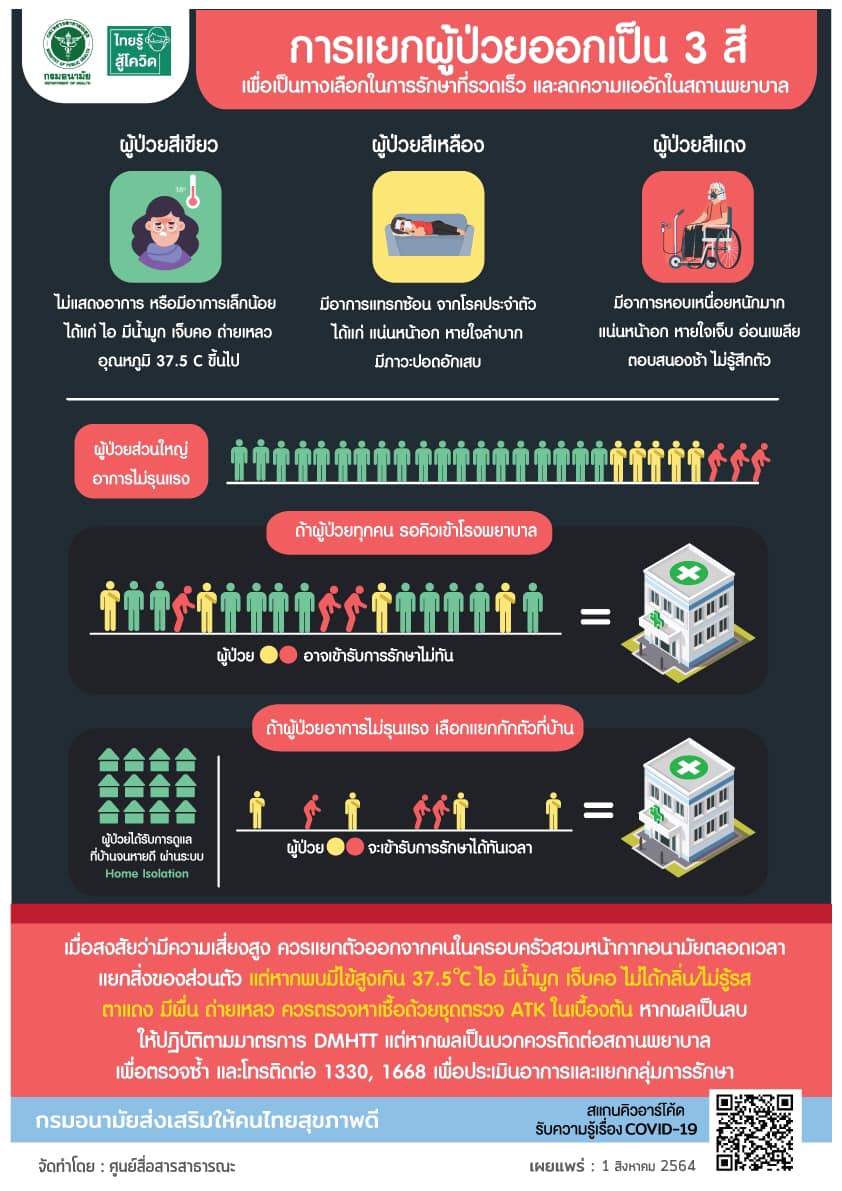 กรมอนามัย
DEPARTMENT OF HEALTH
ไทยรู้
สู้โควิด
การแยกผู้ป่วยออกเป็น 3 สี
เพื่อเป็นทางเลือกในการรักษาที่รวดเร็ว และลดความแออัดในสถานพยาบาล
ผู้ป่วยสีเขียว
ผู้ป่วยสีเหลือง
ผู้ป่วยสีแดง
ไม่แสดงอาการ หรือมีอาการเล็กน้อย
ได้แก่ ไอ มีน้ำมูก เจ็บคอ ถ่ายเหลว
อุณหภูมิ 37.5 C ขึ้นไป
มีอาการแทรกซ้อน จากโรคประจำตัว
ได้แก่ แน่นหน้าอก หายใจลำบาก
มีภาวะปอดอักเสบ
มีอาการหอบเหนื่อยหนักมาก
แน่นหน้าอก หายใจเจ็บ อ่อนเพลีย
ตอบสนองช้า ไม่รู้สึกตัว
ผู้ป่วยส่วนใหญ่
อาการไม่รุนแรง
ถ้าผู้ป่วยทุกคน รอคิวเข้าโรงพยาบาล
=
ผู้ป่วย อาจเข้ารับการรักษาไม่ทัน
ถ้าผู้ป่วยอาการไม่รุนแรง เลือกแยกกักตัวที่บ้าน
=
ผู้ป่วยได้รับการดูแล
ที่บ้านจนหายดี ผ่านระบบ
Home Isolation
ผู้ป่วย จะเข้ารับการรักษาได้ทันเวลา
เมื่อสงสัยว่ามีความเสี่ยงสูง ควรแยกตัวออกจากคนในครอบครัวสวมหน้ากากอนามัยตลอดเวลา
แยกสิ่งของส่วนตัว แต่หากพบมีไข้สูงเกิน 37.5°C ไอ มีน้ำมูก เจ็บคอ ไม่ได้กลิ่น/ไม่รู้รส
ตาแดง มีผื่น ถ่ายเหลว ควรตรวจหาเชื้อด้วยชุดตรวจ ATK ในเบื้องต้น หากผลเป็นลบ
ให้ปฏิบัติตามมาตรการ DMHTT แต่หากผลเป็นบวกควรติดต่อสถานพยาบาล
เพื่อตรวจซ้ำ และโทรติดต่อ 1330, 1668 เพื่อประเมินอาการและแยกกลุ่มการรักษา
กรมอนามัยส่งเสริมให้คนไทยสุขภาพดี
สแกนคิวอาร์โค้ด
รับความรู้เรื่อง COVID-19
จัดทำโดย : ศูนย์สื่อสารสาธารณะ
เผยแพร่ : 1 สิงหาคม 2564